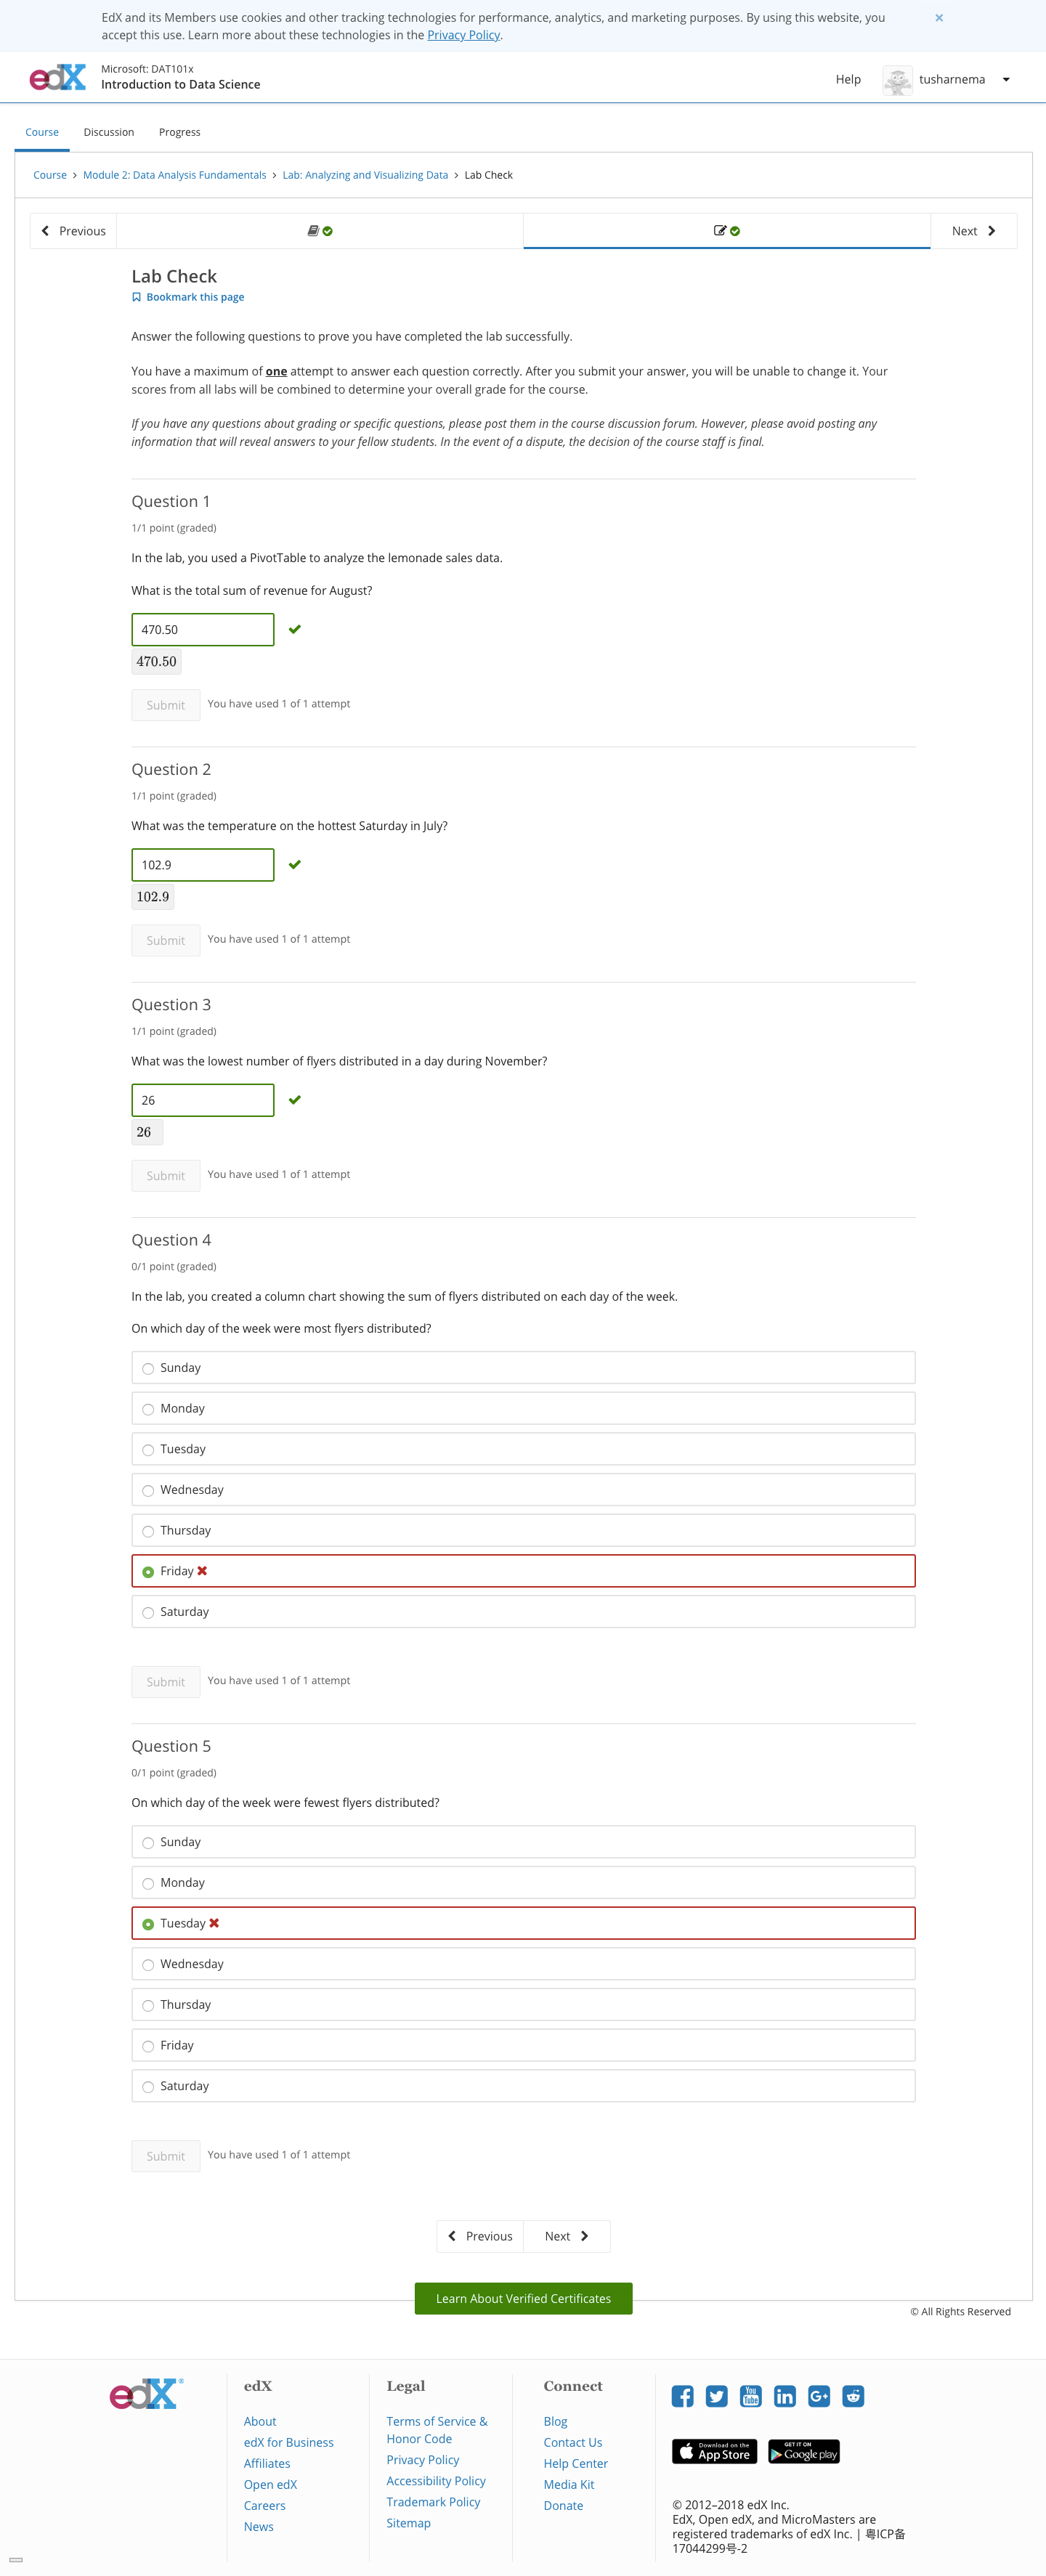 EdX and its Members use cookies and other tracking technologies for performance, analytics, and marketing purposes. By using this website, you
accept this use. Learn more about these technologies in the Privacy Policy.
×
edX
Microsoft: DAT101x
Introduction to Data Science
Help
tusharnema
Course
Discussion
Progress
Course > Module 2: Data Analysis Fundamentals > Lab: Analyzing and Visualizing Data > Lab Check
Previous
Next
Lab Check
Bookmark this page
Answer the following questions to prove you have completed the lab successfully.
You have a maximum of one attempt to answer each question correctly. After you submit your answer, you will be unable to change it. Your
scores from all labs will be combined to determine your overall grade for the course.
If you have any questions about grading or specific questions, please post them in the course discussion forum. However, please avoid posting any
information that will reveal answers to your fellow students. In the event of a dispute, the decision of the course staff is final.
Question 1
1/1 point (graded)
In the lab, you used a PivotTable to analyze the lemonade sales data.
What is the total sum of revenue for August?
470.50
470.50
Submit
You have used 1 of 1 attempt
Question 2
1/1 point (graded)
What was the temperature on the hottest Saturday in July?
102.9
102.9
Submit
You have used 1 of 1 attempt
Question 3
1/1 point (graded)
What was the lowest number of flyers distributed in a day during November?
26
26
Submit
You have used 1 of 1 attempt
Question 4
0/1 point (graded)
In the lab, you created a column chart showing the sum of flyers distributed on each day of the week.
On which day of the week were most flyers distributed?
Sunday
Monday
Tuesday
Wednesday
Thursday
Friday
Saturday
Submit
You have used 1 of 1 attempt
Question 5
0/1 point (graded)
On which day of the week were fewest flyers distributed?
Sunday
Monday
Tuesday
Wednesday
Thursday
Friday
Saturday
Submit
You have used 1 of 1 attempt
Previous
Next
Learn About Verified Certificates
© All Rights Reserved
edX®
edX
About
edX for Business
Affiliates
Open edX
Careers
News
Legal
Terms of Service &
Honor Code
Privacy Policy
Accessibility Policy
Trademark Policy
Sitemap
Connect
Blog
Contact Us
Help Center
Media Kit
Donate
You
Tube
in
G+
Download on the
App Store
GET IT ON
Google play
© 2012–2018 edX Inc.
EdX, Open edX, and MicroMasters are
registered trademarks of edX Inc. | 粤ICP备
17044299号-2